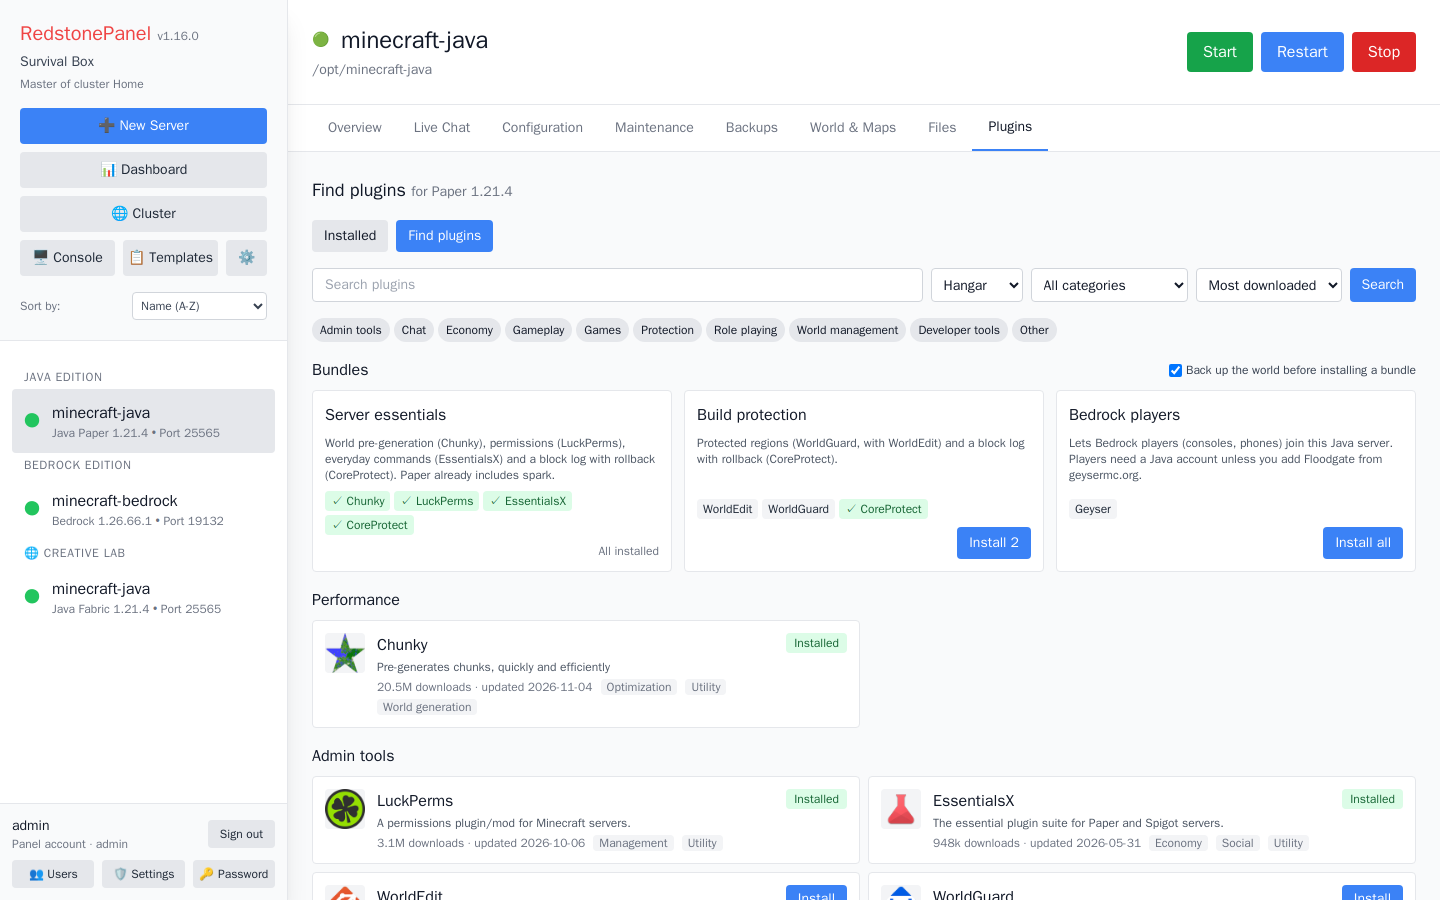 RedstonePanel v1.16.0
Survival Box
Master of cluster Home
➕ New Server
📊 Dashboard
🌐 Cluster
🖥️ Console 📋 Templates ⚙️
Sort by: Name (A-Z)
JAVA EDITION
minecraft-java
Java Paper 1.21.4 • Port 25565
BEDROCK EDITION
minecraft-bedrock
Bedrock 1.26.66.1 • Port 19132
🌐 CREATIVE LAB
minecraft-java
Java Fabric 1.21.4 • Port 25565
admin
Panel account · admin
Sign out
👥 Users 🛡️ Settings 🔑 Password
minecraft-java
/opt/minecraft-java
Start Restart Stop
Overview Live Chat Configuration Maintenance Backups World & Maps Files Plugins
Find plugins for Paper 1.21.4
Installed Find plugins
Search plugins Hangar All categories Most downloaded Search
Admin tools Chat Economy Gameplay Games Protection Role playing World management Developer tools Other
Bundles
Back up the world before installing a bundle
Server essentials
World pre-generation (Chunky), permissions (LuckPerms),
everyday commands (EssentialsX) and a block log with rollback
(CoreProtect). Paper already includes spark.
✓ Chunky ✓ LuckPerms ✓ EssentialsX
✓ CoreProtect
All installed
Build protection
Protected regions (WorldGuard, with WorldEdit) and a block log
with rollback (CoreProtect).
WorldEdit WorldGuard ✓ CoreProtect
Install 2
Bedrock players
Lets Bedrock players (consoles, phones) join this Java server.
Players need a Java account unless you add Floodgate from
geysermc.org.
Geyser
Install all
Performance
Chunky
Installed
Pre-generates chunks, quickly and efficiently
20.5M downloads · updated 2026-11-04 Optimization Utility
World generation
Admin tools
LuckPerms
Installed
A permissions plugin/mod for Minecraft servers.
3.1M downloads · updated 2026-10-06 Management Utility
EssentialsX
Installed
The essential plugin suite for Paper and Spigot servers.
948k downloads · updated 2026-05-31 Economy Social Utility
WorldEdit
Install
WorldGuard
Install